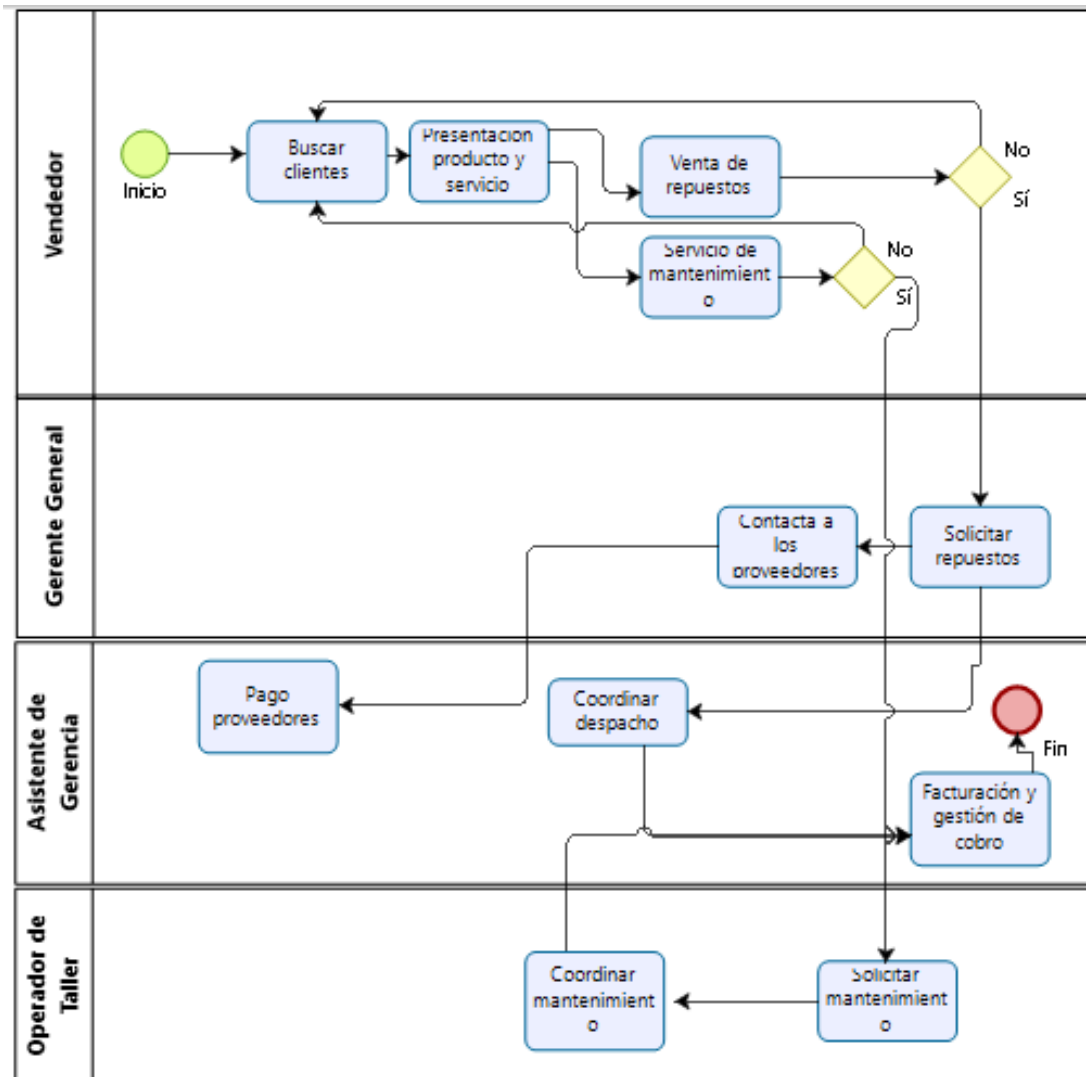 Vendedor
Inicio
Buscar
clientes
Presentación
producto y
servicio
Venta de
repuestos
No
Sí
Servicio de
mantenimient
o
No
Sí
Gerente General
Contacta a
los
proveedores
Solicitar
repuestos
Asistente de
Gerencia
Pago
proveedores
Coordinar
despacho
Fin
Facturación y
gestión de
cobro
Operador de
Taller
Coordinar
mantenimient
o
Solicitar
mantenimient
o